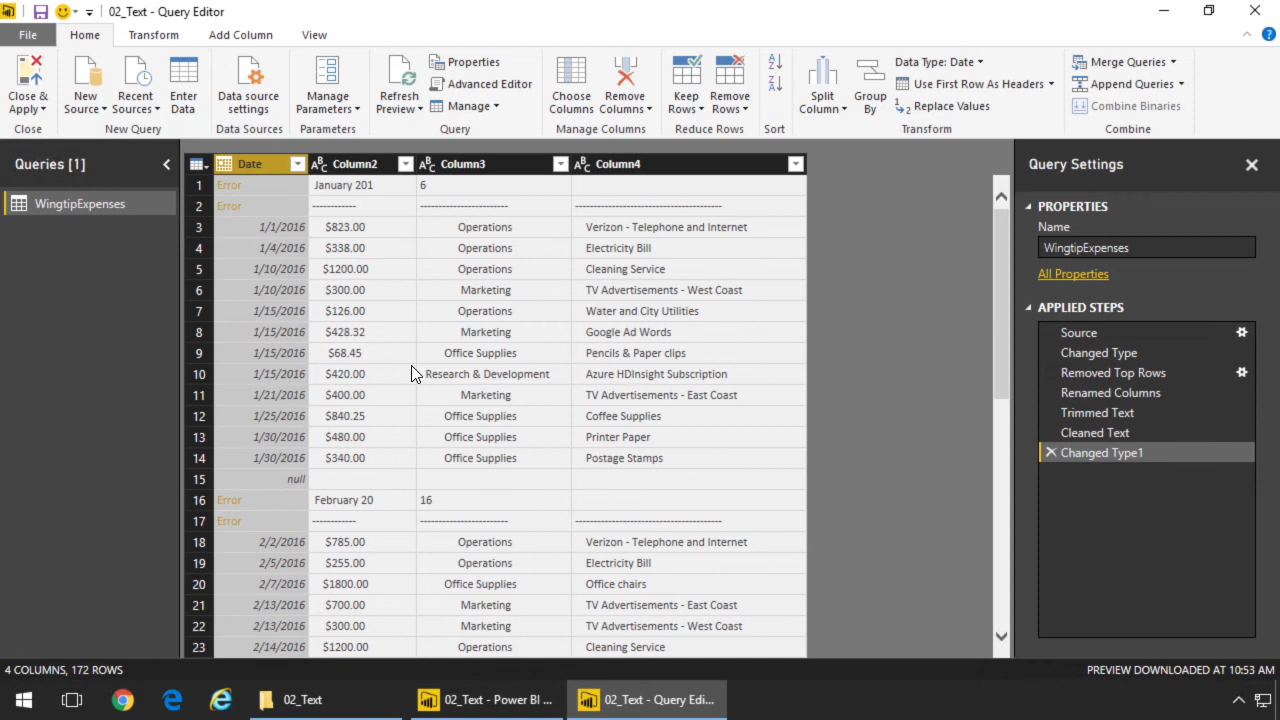 02_Text - Query Editor
File Home Transform Add Column View
Close & Apply
New Source
Recent Sources
Enter Data
Data source settings
Manage Parameters
Refresh Preview
Properties
Advanced Editor
Manage
Choose Columns
Remove Columns
Keep Rows
Remove Rows
A Z
Z A
Split Column
Group By
Data Type: Date
Use First Row As Headers
1 2 Replace Values
Merge Queries
Append Queries
Combine Binaries
Close New Query Data Sources Parameters Query Manage Columns Reduce Rows Sort Transform Combine
Queries [1]
WingtipExpenses
Date ABC Column2 ABC Column3 ABC Column4
1 Error January 201 6
2 Error ------------ ------------------------ ----------------------------------------
3 1/1/2016 $823.00 Operations Verizon - Telephone and Internet
4 1/4/2016 $338.00 Operations Electricity Bill
5 1/10/2016 $1200.00 Operations Cleaning Service
6 1/10/2016 $300.00 Marketing TV Advertisements - West Coast
7 1/15/2016 $126.00 Operations Water and City Utilities
8 1/15/2016 $428.32 Marketing Google Ad Words
9 1/15/2016 $68.45 Office Supplies Pencils & Paper clips
10 1/15/2016 $420.00 Research & Development Azure HDInsight Subscription
11 1/21/2016 $400.00 Marketing TV Advertisements - East Coast
12 1/25/2016 $840.25 Office Supplies Coffee Supplies
13 1/30/2016 $480.00 Office Supplies Printer Paper
14 1/30/2016 $340.00 Office Supplies Postage Stamps
15 null
16 Error February 20 16
17 Error ------------ ------------------------ ----------------------------------------
18 2/2/2016 $785.00 Operations Verizon - Telephone and Internet
19 2/5/2016 $255.00 Operations Electricity Bill
20 2/7/2016 $1800.00 Office Supplies Office chairs
21 2/13/2016 $700.00 Marketing TV Advertisements - East Coast
22 2/13/2016 $300.00 Marketing TV Advertisements - West Coast
23 2/14/2016 $1200.00 Operations Cleaning Service
Query Settings
PROPERTIES
Name
WingtipExpenses
All Properties
APPLIED STEPS
Source
Changed Type
Removed Top Rows
Renamed Columns
Trimmed Text
Cleaned Text
Changed Type1
4 COLUMNS, 172 ROWS PREVIEW DOWNLOADED AT 10:53 AM
02_Text 02_Text - Power BI ... 02_Text - Query Edi...